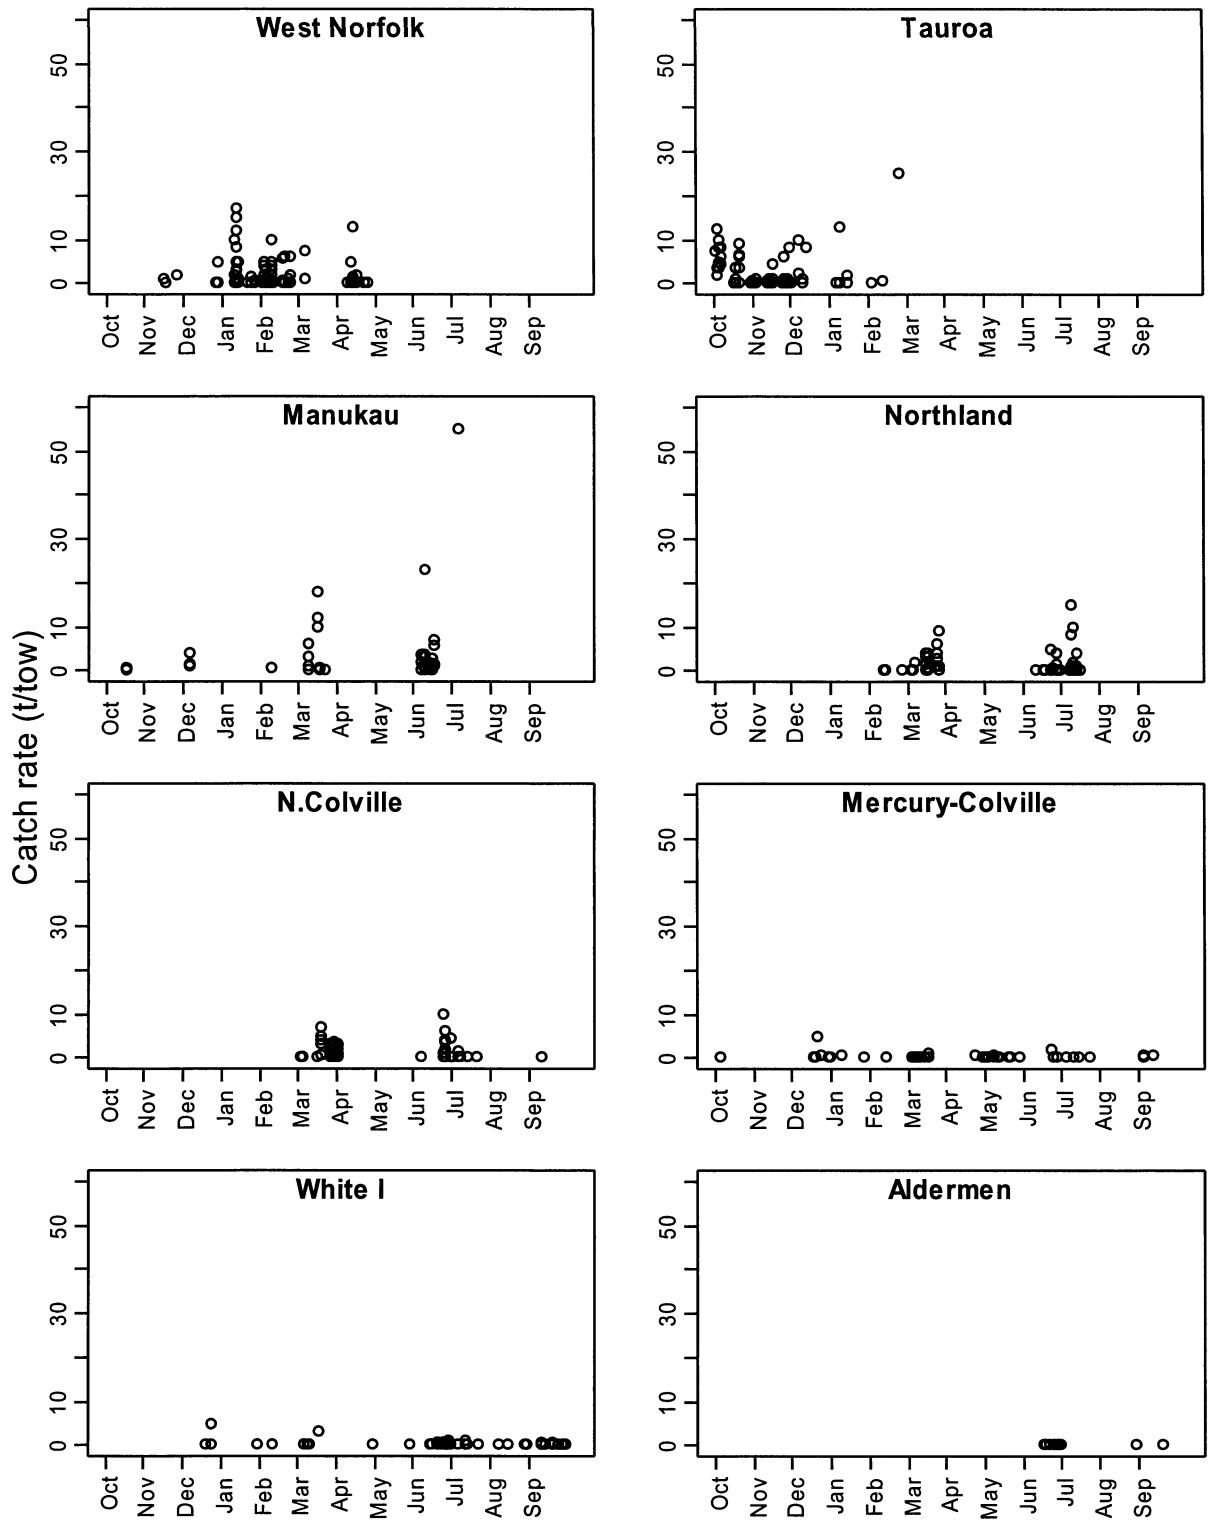 Catch rate (t/tow)
West Norfolk
50
30
10
0
Oct Nov Dec Jan Feb Mar Apr May Jun Jul Aug Sep
Tauroa
50
30
10
0
Oct Nov Dec Jan Feb Mar Apr May Jun Jul Aug Sep
Manukau
50
30
10
0
Oct Nov Dec Jan Feb Mar Apr May Jun Jul Aug Sep
Northland
50
30
10
0
Oct Nov Dec Jan Feb Mar Apr May Jun Jul Aug Sep
N.Colville
50
30
10
0
Oct Nov Dec Jan Feb Mar Apr May Jun Jul Aug Sep
Mercury-Colville
50
30
10
0
Oct Nov Dec Jan Feb Mar Apr May Jun Jul Aug Sep
White I
50
30
10
0
Oct Nov Dec Jan Feb Mar Apr May Jun Jul Aug Sep
Aldermen
50
30
10
0
Oct Nov Dec Jan Feb Mar Apr May Jun Jul Aug Sep